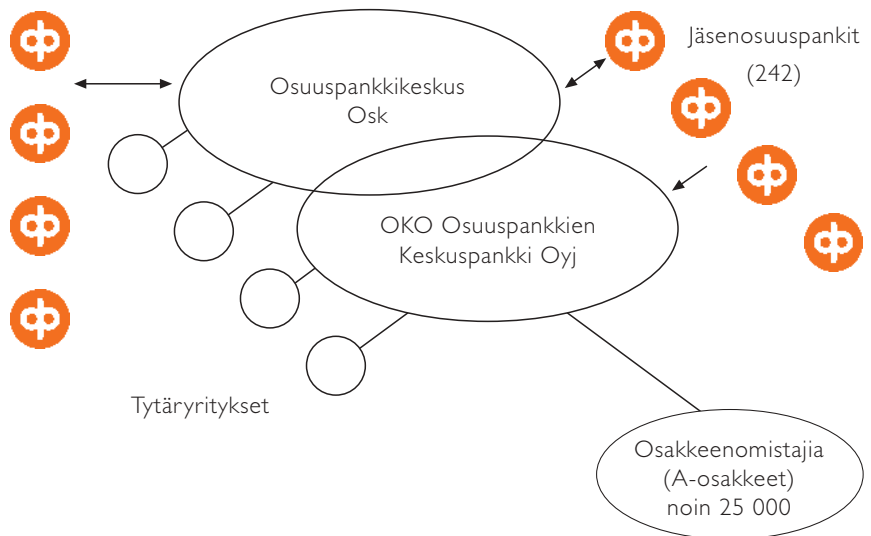 Osuuspankkikeskus
Osk
Jäsenosuuspankit
(242)
OKO Osuuspankkien
Keskuspankki Oyj
Tytäryritykset
Osakkeenomistajia
(A-osakkeet)
noin 25 000